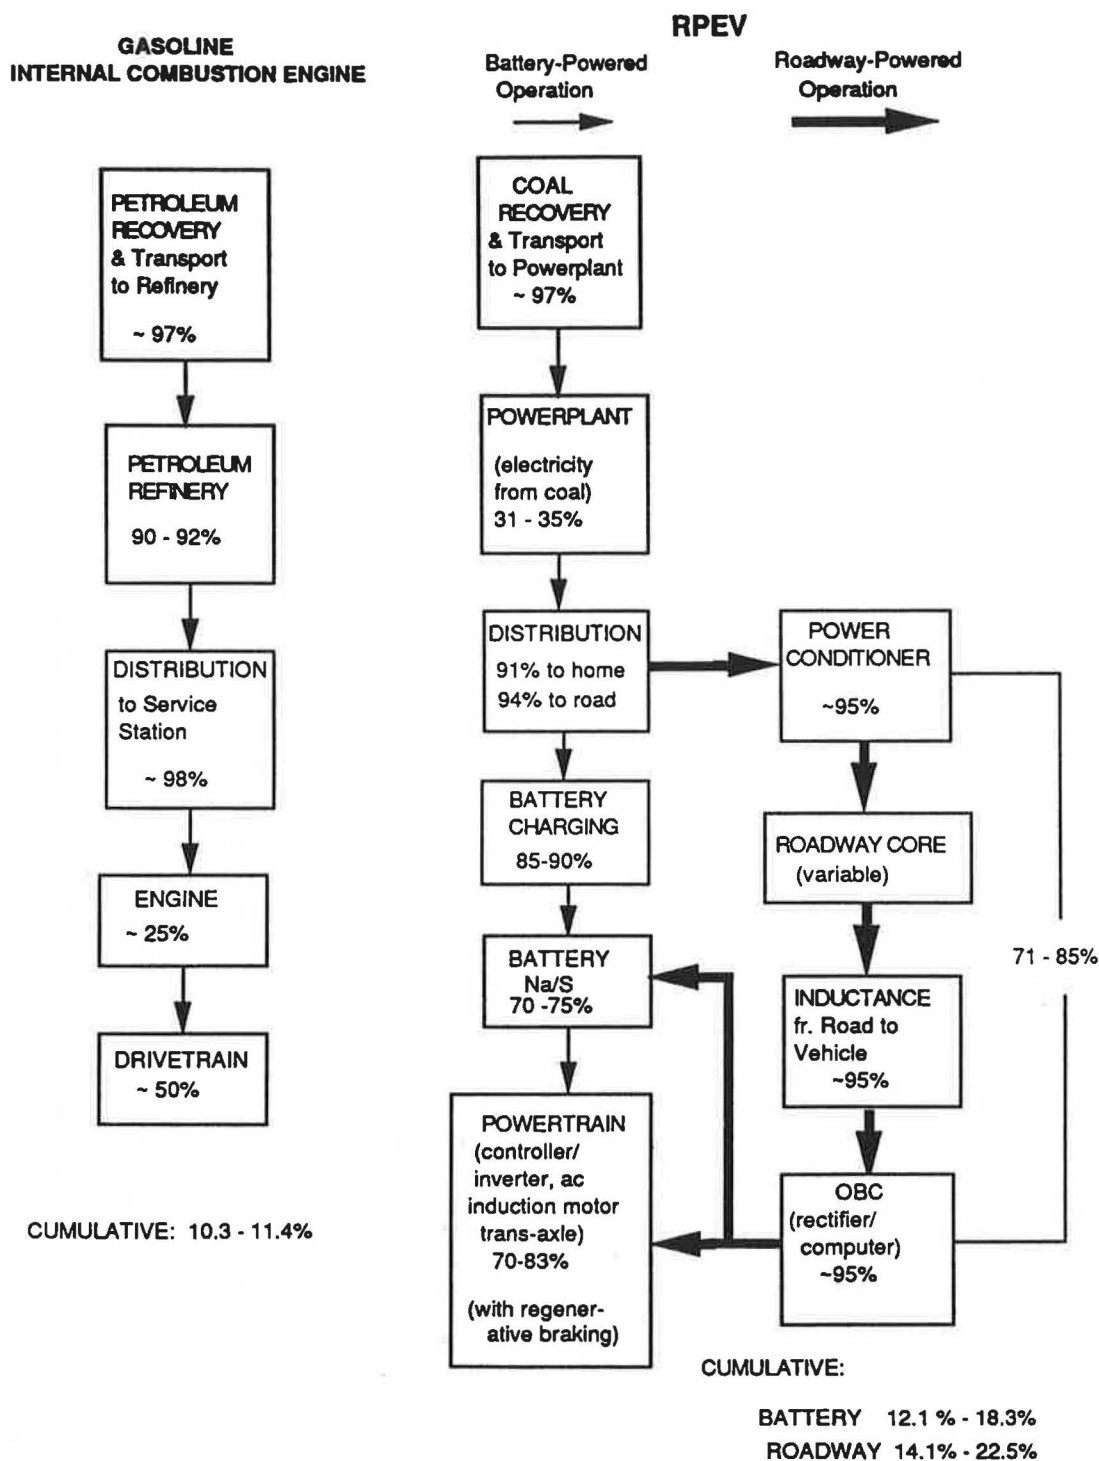 GASOLINE
INTERNAL COMBUSTION ENGINE
PETROLEUM
RECOVERY
& Transport
to Refinery
~ 97%
PETROLEUM
REFINERY
90 - 92%
DISTRIBUTION
to Service
Station
~ 98%
ENGINE
~ 25%
DRIVETRAIN
~ 50%
CUMULATIVE: 10.3 - 11.4%
RPEV
Battery-Powered
Operation
Roadway-Powered
Operation
COAL
RECOVERY
& Transport
to Powerplant
~ 97%
POWERPLANT
(electricity
from coal)
31 - 35%
DISTRIBUTION
91% to home
94% to road
BATTERY
CHARGING
85-90%
BATTERY
Na/S
70 -75%
POWERTRAIN
(controller/
inverter, ac
induction motor
trans-axle)
70-83%
(with regener-
ative braking)
POWER
CONDITIONER
~95%
ROADWAY CORE
(variable)
INDUCTANCE
fr. Road to
Vehicle
~95%
OBC
(rectifier/
computer)
~95%
71 - 85%
CUMULATIVE:
BATTERY 12.1 % - 18.3%
ROADWAY 14.1% - 22.5%